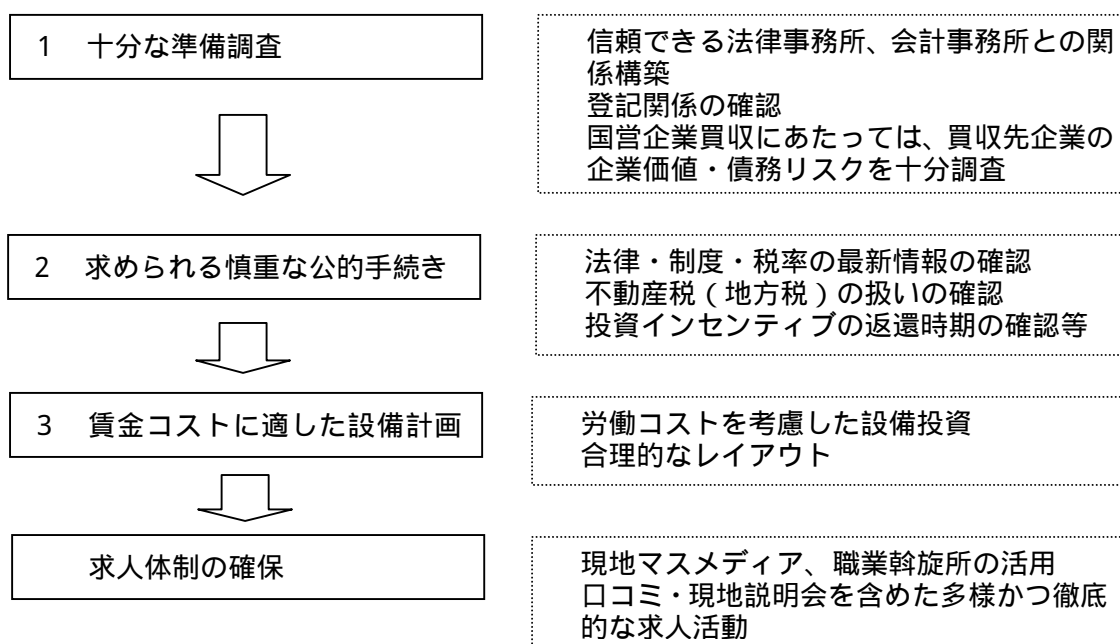 1 十分な準備調査
信頼できる法律事務所、会計事務所との関
係構築
登記関係の確認
国営企業買収にあたっては、買収先企業の
企業価値・債務リスクを十分調査
2 求められる慎重な公的手続き
法律・制度・税率の最新情報の確認
不動産税（地方税）の扱いの確認
投資インセンティブの返還時期の確認等
3 賃金コストに適した設備計画
労働コストを考慮した設備投資
合理的なレイアウト
求人体制の確保
現地マスメディア、職業斡旋所の活用
口コミ・現地説明会を含めた多様かつ徹底
的な求人活動